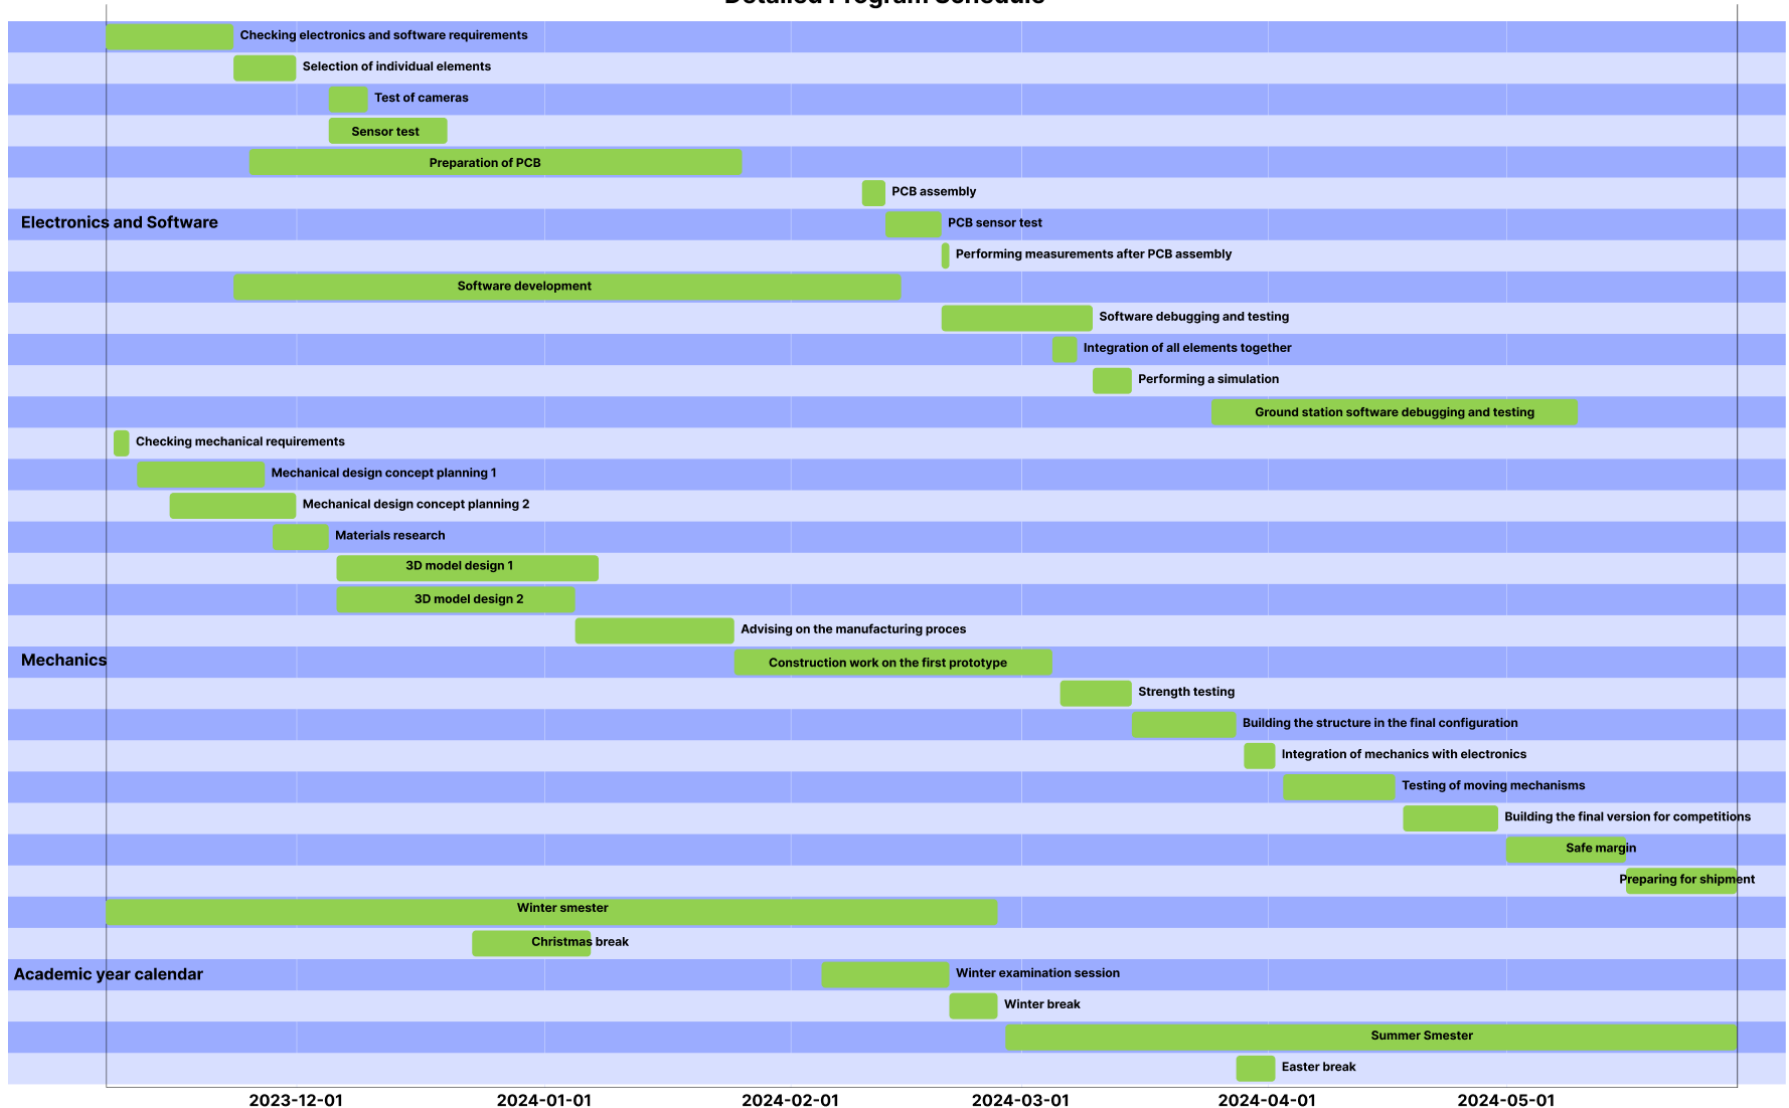 Detailed Program Schedule
Checking electronics and software requirements
Selection of individual elements
Test of cameras
Sensor test
Preparation of PCB
PCB assembly
Electronics and Software
PCB sensor test
Performing measurements after PCB assembly
Software development
Software debugging and testing
Integration of all elements together
Performing a simulation
Ground station software debugging and testing
Checking mechanical requirements
Mechanical design concept planning 1
Mechanical design concept planning 2
Materials research
3D model design 1
3D model design 2
Advising on the manufacturing proces
Mechanics
Construction work on the first prototype
Strength testing
Building the structure in the final configuration
Integration of mechanics with electronics
Testing of moving mechanisms
Building the final version for competitions
Safe margin
Preparing for shipment
Winter smester
Christmas break
Academic year calendar
Winter examination session
Winter break
Summer Smester
Easter break
2023-12-01
2024-01-01
2024-02-01
2024-03-01
2024-04-01
2024-05-01